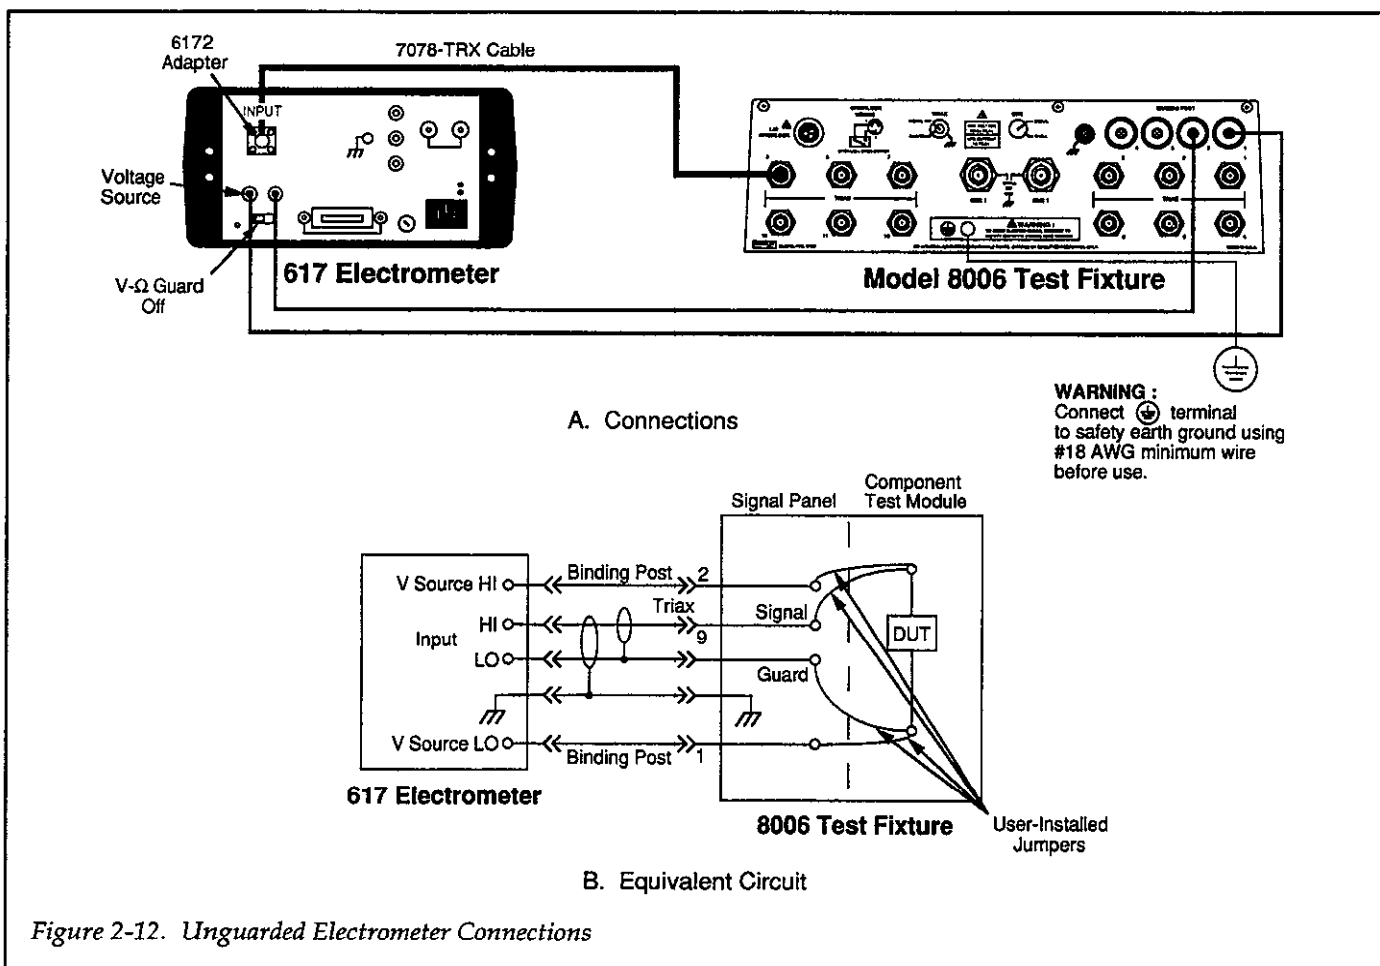 6172
Adapter
7078-TRX Cable
INPUT
Voltage
Source
V-Ω Guard
Off
617 Electrometer
WARNING :
Model 8006 Test Fixture
WARNING :
Connect terminal
to safety earth ground using
#18 AWG minimum wire
before use.
A. Connections
Signal Panel
Component
Test Module
V Source HI
Binding Post
2
HI
Triax
9
Signal
Input
DUT
LO
Guard
V Source LO
Binding Post
1
617 Electrometer
8006 Test Fixture
User-Installed
Jumpers
B. Equivalent Circuit
Figure 2-12. Unguarded Electrometer Connections